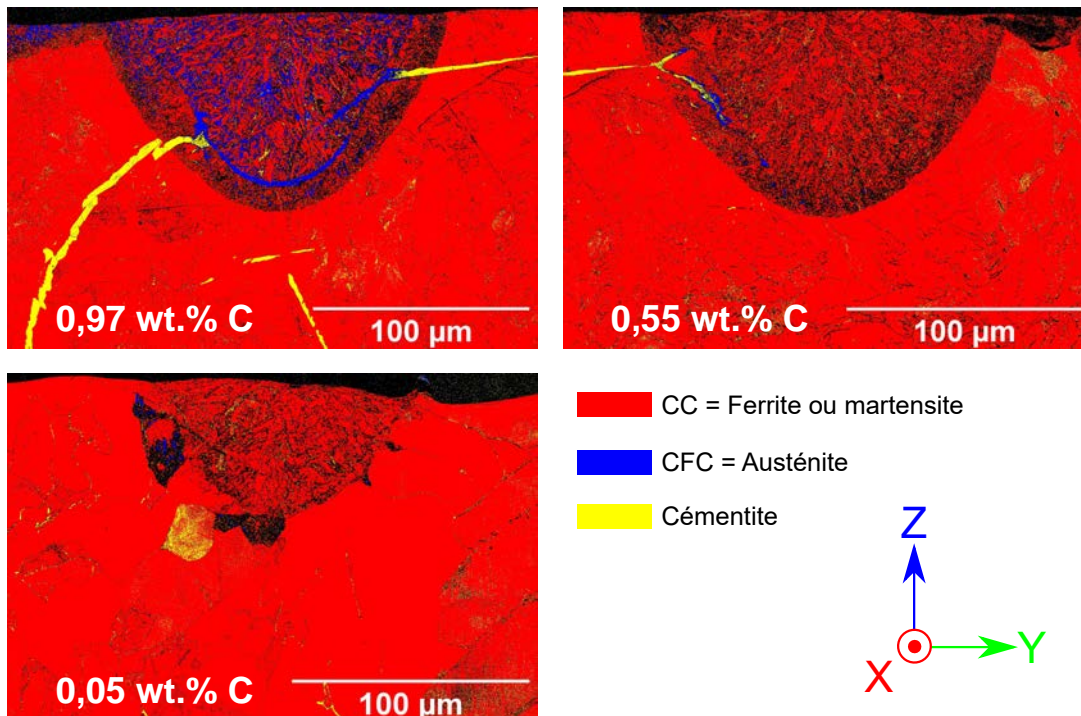 0,97 wt.% C
100 µm
0,55 wt.% C
100 µm
0,05 wt.% C
100 µm
CC = Ferrite ou martensite
CFC = Austénite
Cémentite
Z
Y
X